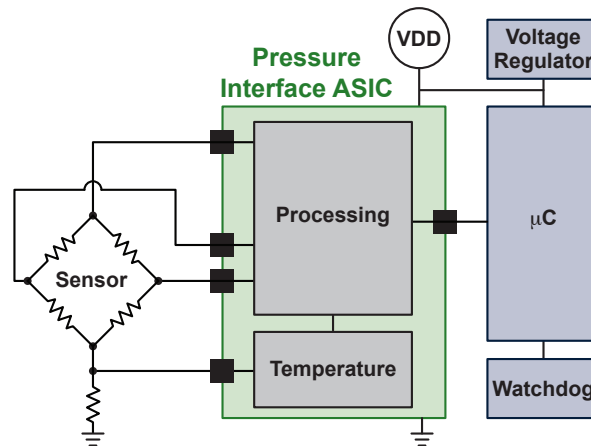 VDD
Voltage
Regulator
Pressure
Interface ASIC
Processing
μC
Sensor
Temperature
Watchdog